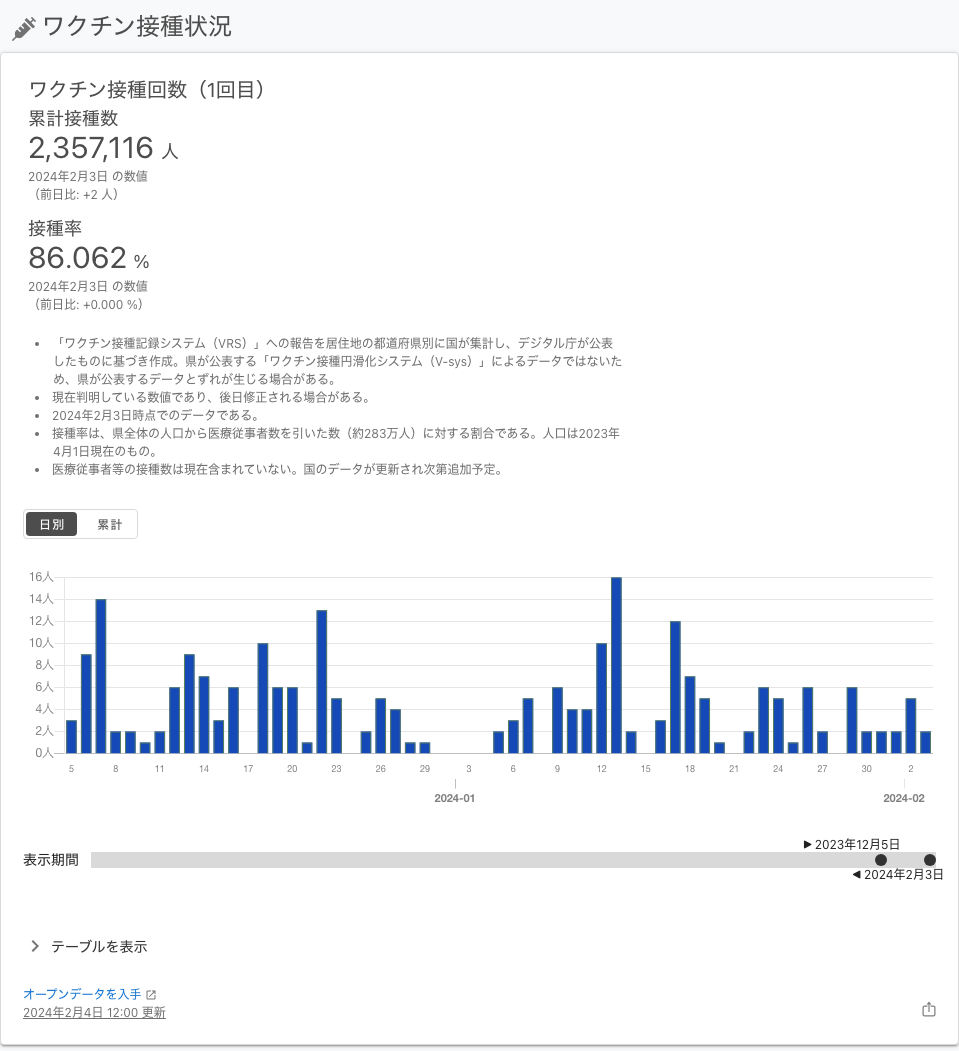 ワクチン接種状況
ワクチン接種回数（1回目）
累計接種数
2,357,116 人
2024年2月3日 の数値
（前日比: +2 人）
接種率
86.062 %
2024年2月3日 の数値
（前日比: +0.000 %）
• 「ワクチン接種記録システム（VRS）」への報告を居住地の都道府県別に国が集計し、デジタル庁が公表
したものに基づき作成。県が公表する「ワクチン接種円滑化システム（V-sys）」によるデータではないた
め、県が公表するデータとずれが生じる場合がある。
• 現在判明している数値であり、後日修正される場合がある。
• 2024年2月3日時点でのデータである。
• 接種率は、県全体の人口から医療従事者数を引いた数（約283万人）に対する割合である。人口は2023年
4月1日現在のもの。
• 医療従事者等の接種数は現在含まれていない。国のデータが更新され次第追加予定。
日別 累計
16人
14人
12人
10人
8人
6人
4人
2人
0人
5 8 11 14 17 20 23 26 29 3 6 9 12 15 18 21 24 27 30 2
2024-01 2024-02
▶ 2023年12月5日
表示期間
◀ 2024年2月3日
テーブルを表示
オープンデータを入手
2024年2月4日 12:00 更新